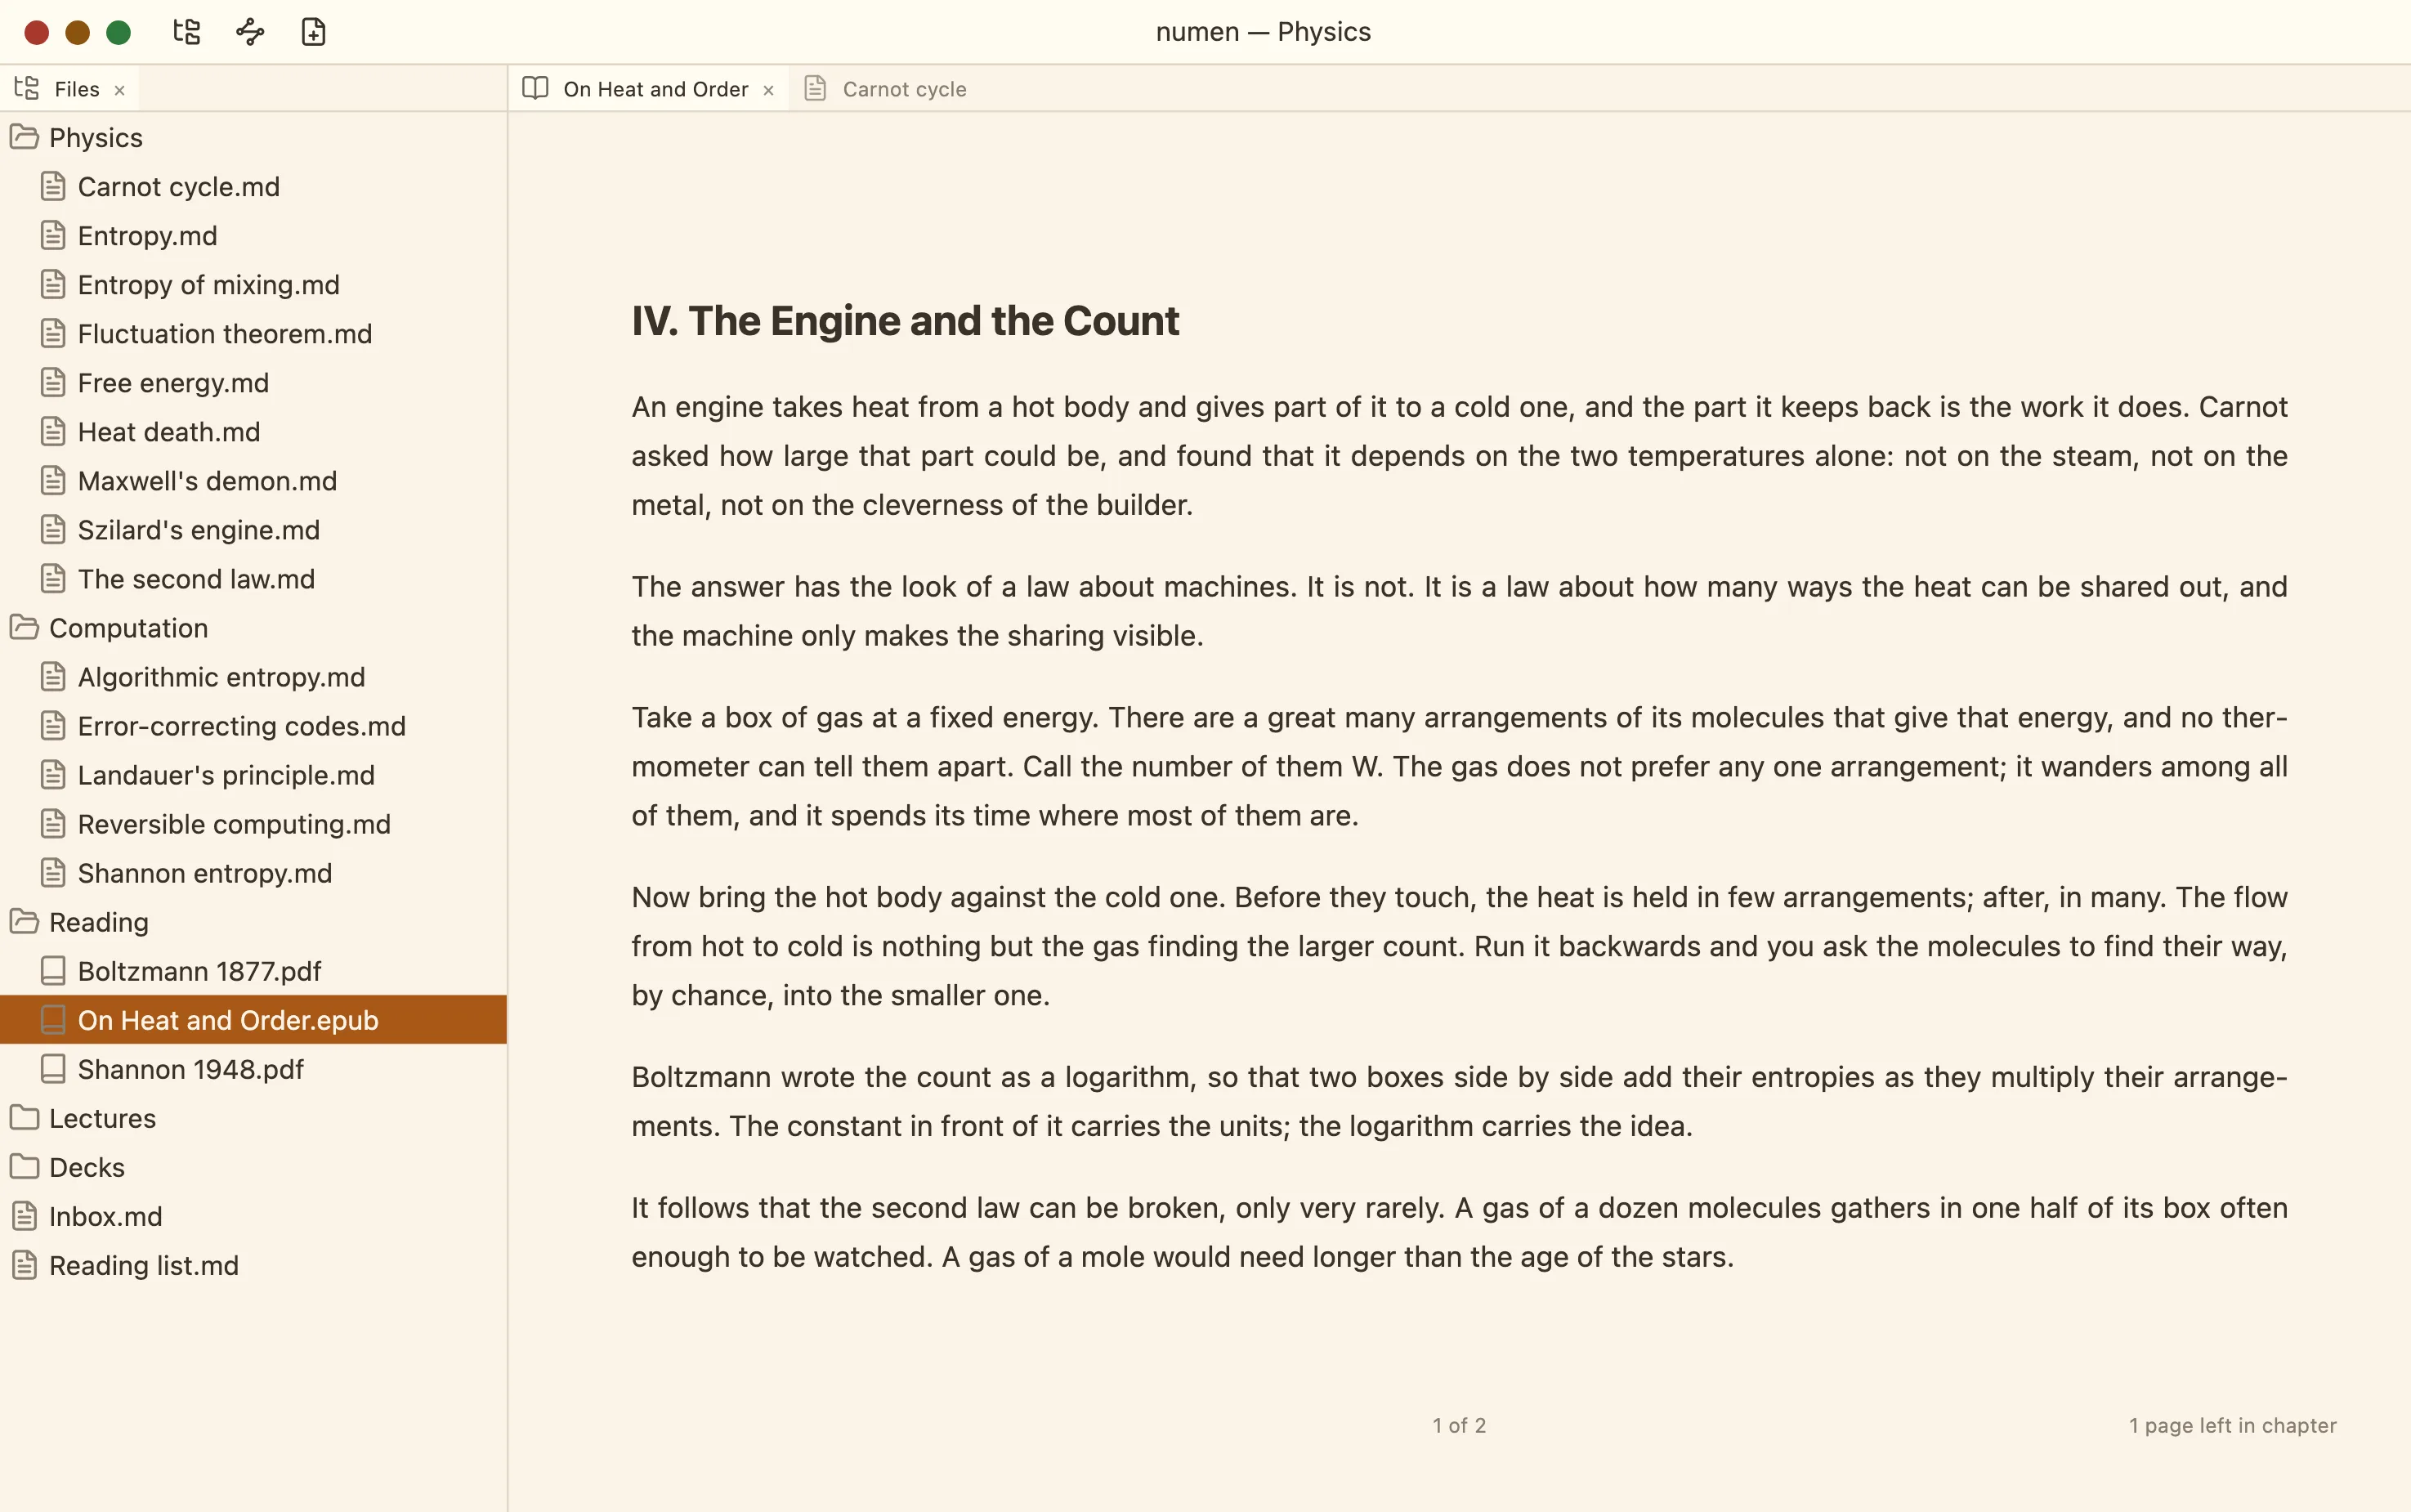 numen — Physics
Files ×
On Heat and Order ×
Carnot cycle
Physics
Carnot cycle.md
Entropy.md
Entropy of mixing.md
Fluctuation theorem.md
Free energy.md
Heat death.md
Maxwell's demon.md
Szilard's engine.md
The second law.md
Computation
Algorithmic entropy.md
Error-correcting codes.md
Landauer's principle.md
Reversible computing.md
Shannon entropy.md
Reading
Boltzmann 1877.pdf
On Heat and Order.epub
Shannon 1948.pdf
Lectures
Decks
Inbox.md
Reading list.md
IV. The Engine and the Count
An engine takes heat from a hot body and gives part of it to a cold one, and the part it keeps back is the work it does. Carnot
asked how large that part could be, and found that it depends on the two temperatures alone: not on the steam, not on the
metal, not on the cleverness of the builder.
The answer has the look of a law about machines. It is not. It is a law about how many ways the heat can be shared out, and
the machine only makes the sharing visible.
Take a box of gas at a fixed energy. There are a great many arrangements of its molecules that give that energy, and no ther-
mometer can tell them apart. Call the number of them W. The gas does not prefer any one arrangement; it wanders among all
of them, and it spends its time where most of them are.
Now bring the hot body against the cold one. Before they touch, the heat is held in few arrangements; after, in many. The flow
from hot to cold is nothing but the gas finding the larger count. Run it backwards and you ask the molecules to find their way,
by chance, into the smaller one.
Boltzmann wrote the count as a logarithm, so that two boxes side by side add their entropies as they multiply their arrange-
ments. The constant in front of it carries the units; the logarithm carries the idea.
It follows that the second law can be broken, only very rarely. A gas of a dozen molecules gathers in one half of its box often
enough to be watched. A gas of a mole would need longer than the age of the stars.
1 of 2
1 page left in chapter